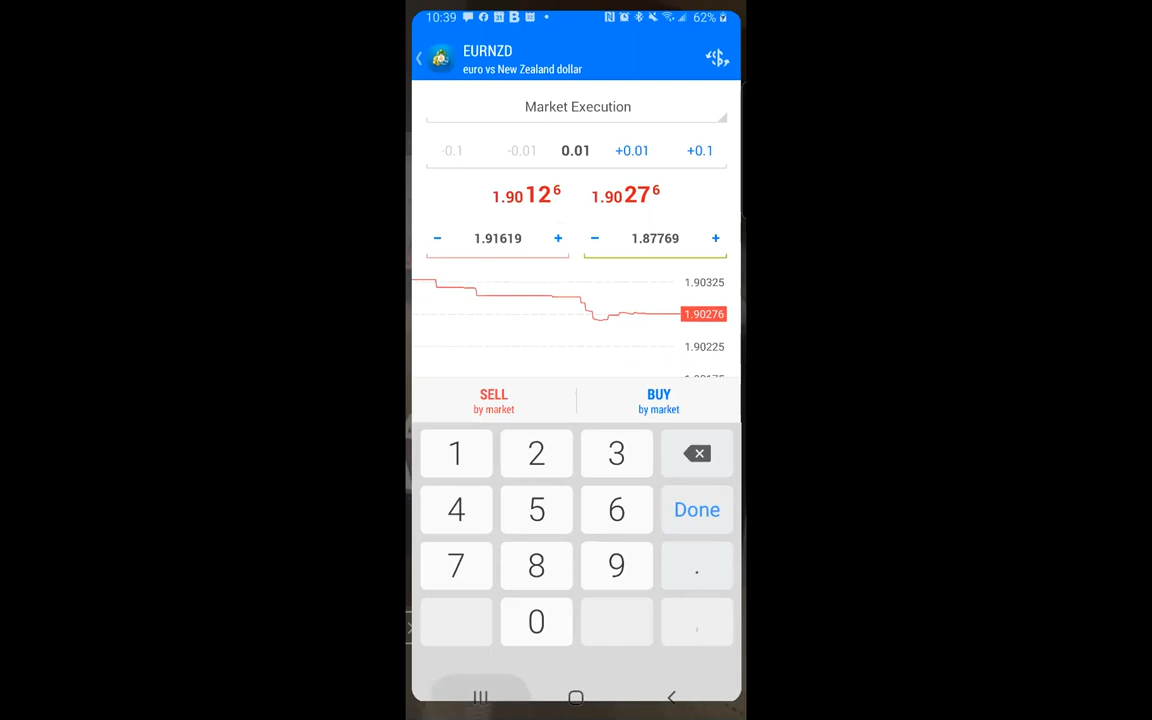 10:39 31 B 62%
EURNZD
euro vs New Zealand dollar
Market Execution
-0.1 -0.01 0.01 +0.01 +0.1
1.90126 1.90276
- 1.91619 + - 1.87769 +
1.90325
1.90276
1.90225
SELL BUY
by market by market
1 2 3
4 5 6 Done
7 8 9 .
0 ,